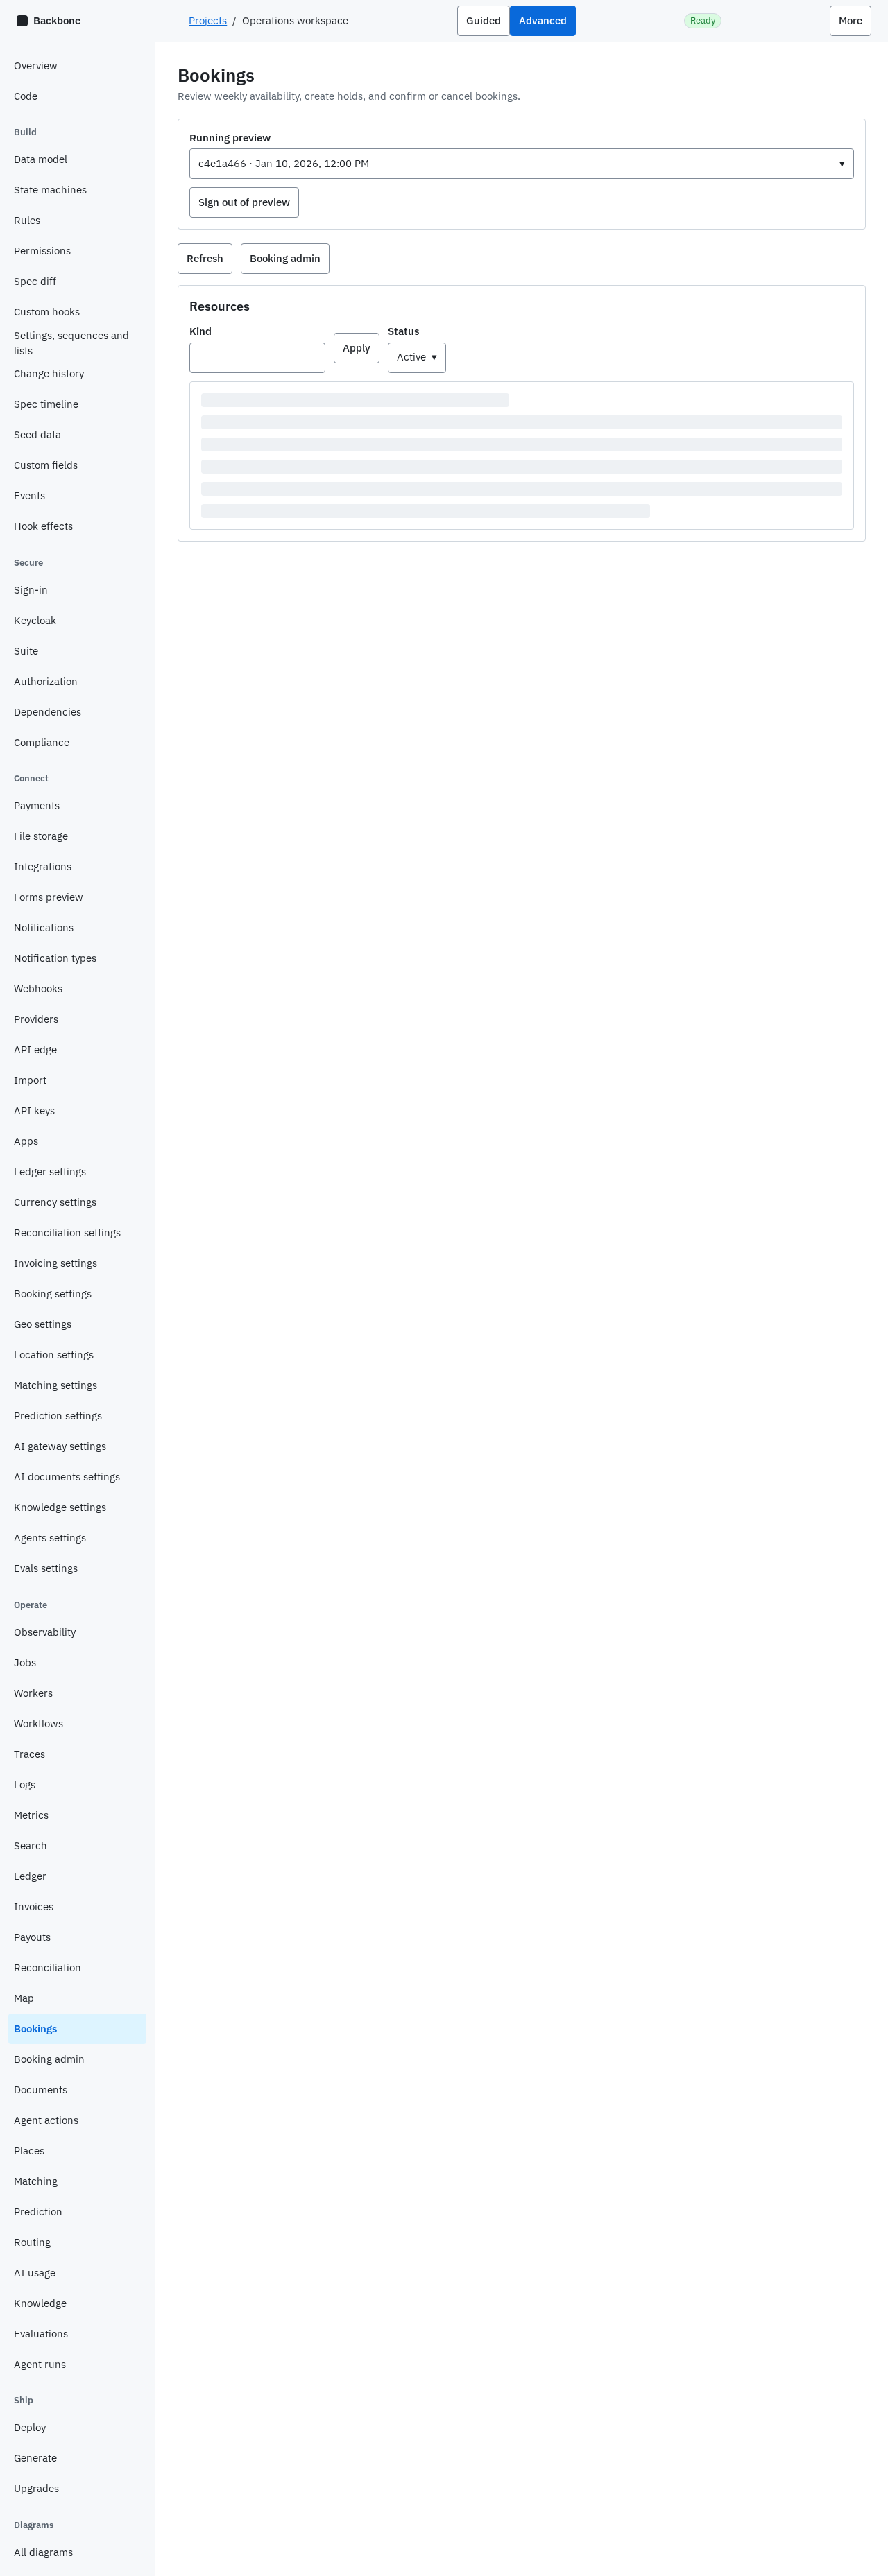 Backbone
Projects / Operations workspace
Guided
Advanced
Ready
More
Overview
Code
Build
Data model
State machines
Rules
Permissions
Spec diff
Custom hooks
Settings, sequences and
lists
Change history
Spec timeline
Seed data
Custom fields
Events
Hook effects
Secure
Sign-in
Keycloak
Suite
Authorization
Dependencies
Compliance
Connect
Payments
File storage
Integrations
Forms preview
Notifications
Notification types
Webhooks
Providers
API edge
Import
API keys
Apps
Ledger settings
Currency settings
Reconciliation settings
Invoicing settings
Booking settings
Geo settings
Location settings
Matching settings
Prediction settings
AI gateway settings
AI documents settings
Knowledge settings
Agents settings
Evals settings
Operate
Observability
Jobs
Workers
Workflows
Traces
Logs
Metrics
Search
Ledger
Invoices
Payouts
Reconciliation
Map
Bookings
Booking admin
Documents
Agent actions
Places
Matching
Prediction
Routing
AI usage
Knowledge
Evaluations
Agent runs
Ship
Deploy
Generate
Upgrades
Diagrams
All diagrams
Bookings
Review weekly availability, create holds, and confirm or cancel bookings.
Running preview
c4e1a466 · Jan 10, 2026, 12:00 PM
Sign out of preview
Refresh
Booking admin
Resources
Kind
Apply
Status
Active